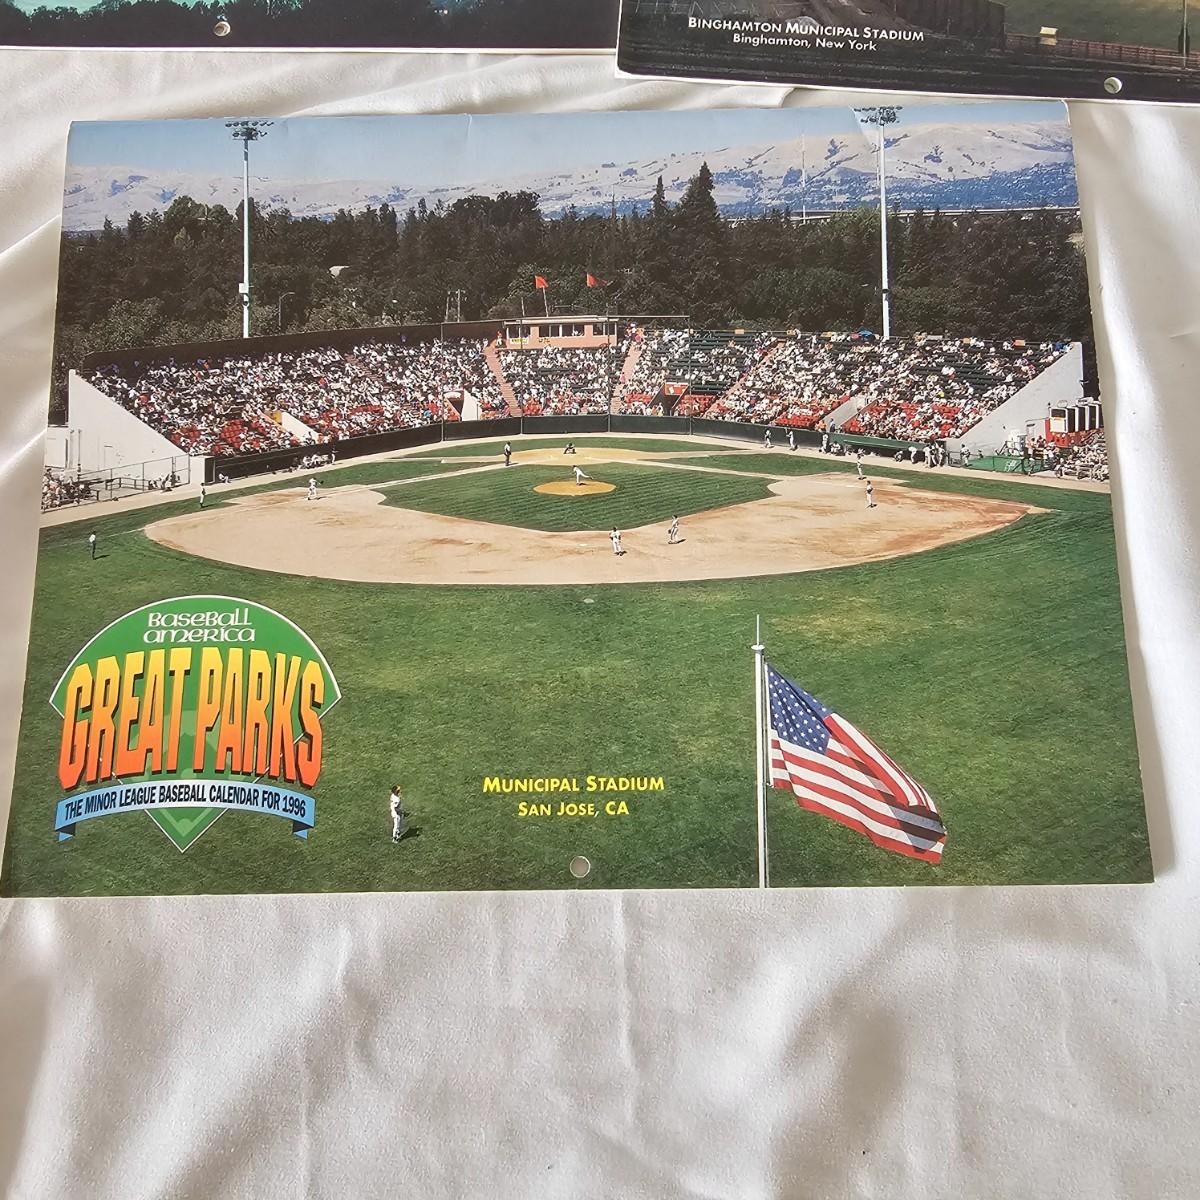 BINGHAMTON MUNICIPAL STADIUM
Binghamton, New York
BaseBall
america
GREAT PARKS
THE MINOR LEAGUE BASEBALL CALENDAR FOR 1996
MUNICIPAL STADIUM
SAN JOSE, CA